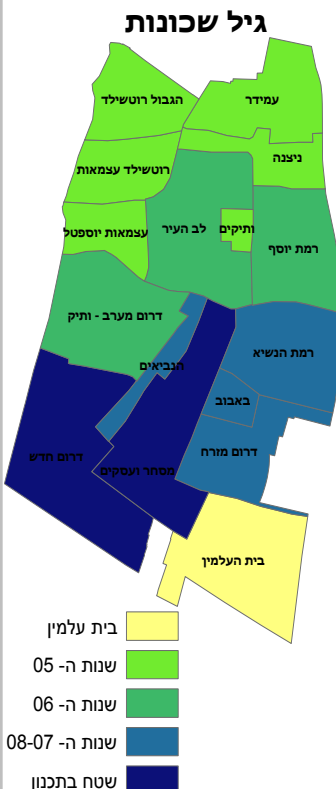 גיל שכונות
עמידר
הגבול רוטשילד
ניצנה
רוטשילד עצמאות
ותיקים
לב העיר
עצמאות יוספטל
רמת יוסף
דרום מערב - ותיק
רמת הנשיא
הנביאים
באבוב
דרום מזרח
דרום חדש
מסחר ועסקים
בית העלמין
בית עלמין
שנות ה- 05
שנות ה- 06
שנות ה- 08-07
שטח בתכנון